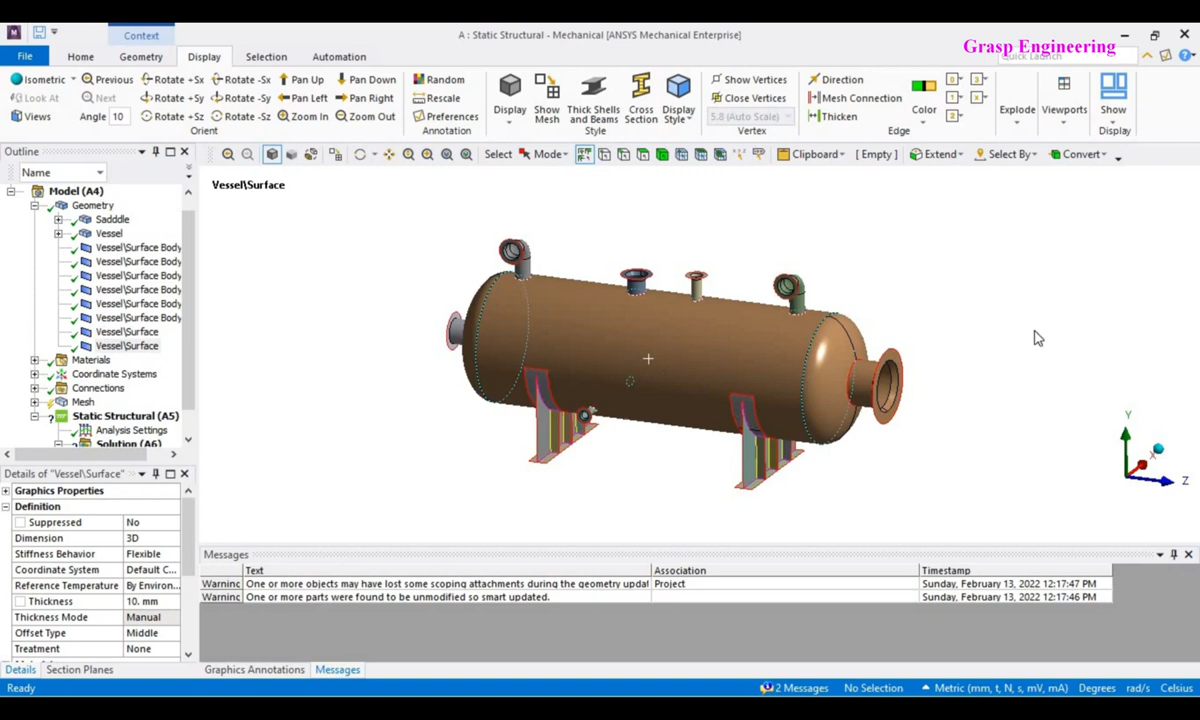 Context
A : Static Structural - Mechanical [ANSYS Mechanical Enterprise]
Grasp Engineering
File Home Geometry Display Selection Automation
Quick Launch
Isometric Previous Rotate +Sx Rotate -Sx Pan Up Pan Down Random Show Vertices Direction
Look At Next Rotate +Sy Rotate -Sy Pan Left Pan Right Rescale Close Vertices Mesh Connection
Views Angle 10 Rotate +Sz Rotate -Sz Zoom In Zoom Out Preferences 5.8 (Auto Scale) Thicken
Display Show Mesh Thick Shells and Beams Cross Section Display Style Color Explode Viewports Show
Orient Annotation Style Vertex Edge Display
Outline
Select Mode Clipboard [ Empty ] Extend Select By Convert
Name
Vessel\Surface
Model (A4)
Geometry
Sadddle
Vessel
Vessel\Surface Body
Vessel\Surface Body
Vessel\Surface Body
Vessel\Surface Body
Vessel\Surface Body
Vessel\Surface Body
Vessel\Surface
Vessel\Surface
Materials
Coordinate Systems
Connections
Mesh
Static Structural (A5)
Analysis Settings
Solution (A6)
Y
X
Z
Details of "Vessel\Surface"
Graphics Properties
Definition
Suppressed No
Dimension 3D
Stiffness Behavior Flexible
Coordinate System Default C...
Reference Temperature By Environ...
Thickness 10. mm
Thickness Mode Manual
Offset Type Middle
Treatment None
Messages
Text Association Timestamp
Warninc One or more objects may have lost some scoping attachments during the geometry updat Project Sunday, February 13, 2022 12:17:47 PM
Warninc One or more parts were found to be unmodified so smart updated. Sunday, February 13, 2022 12:17:46 PM
Details Section Planes Graphics Annotations Messages
Ready 2 Messages No Selection Metric (mm, t, N, s, mV, mA) Degrees rad/s Celsius